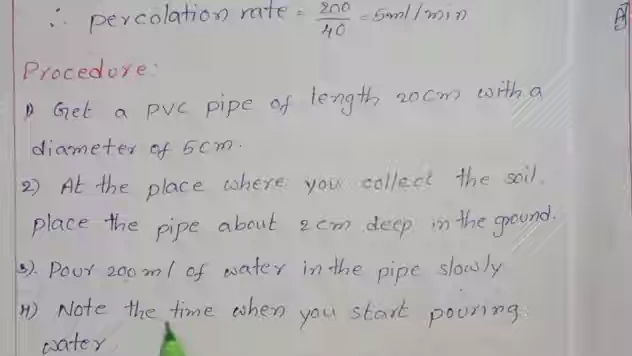 ∴ percolation rate = 200/40 = 5ml/min
Procedure:
1) Get a PVC pipe of length 20cm with a
diameter of 5cm.
2) At the place where you collect the soil.
place the pipe about 2cm deep in the ground.
3). Pour 200ml of water in the pipe slowly
4) Note the time when you start pouring
water